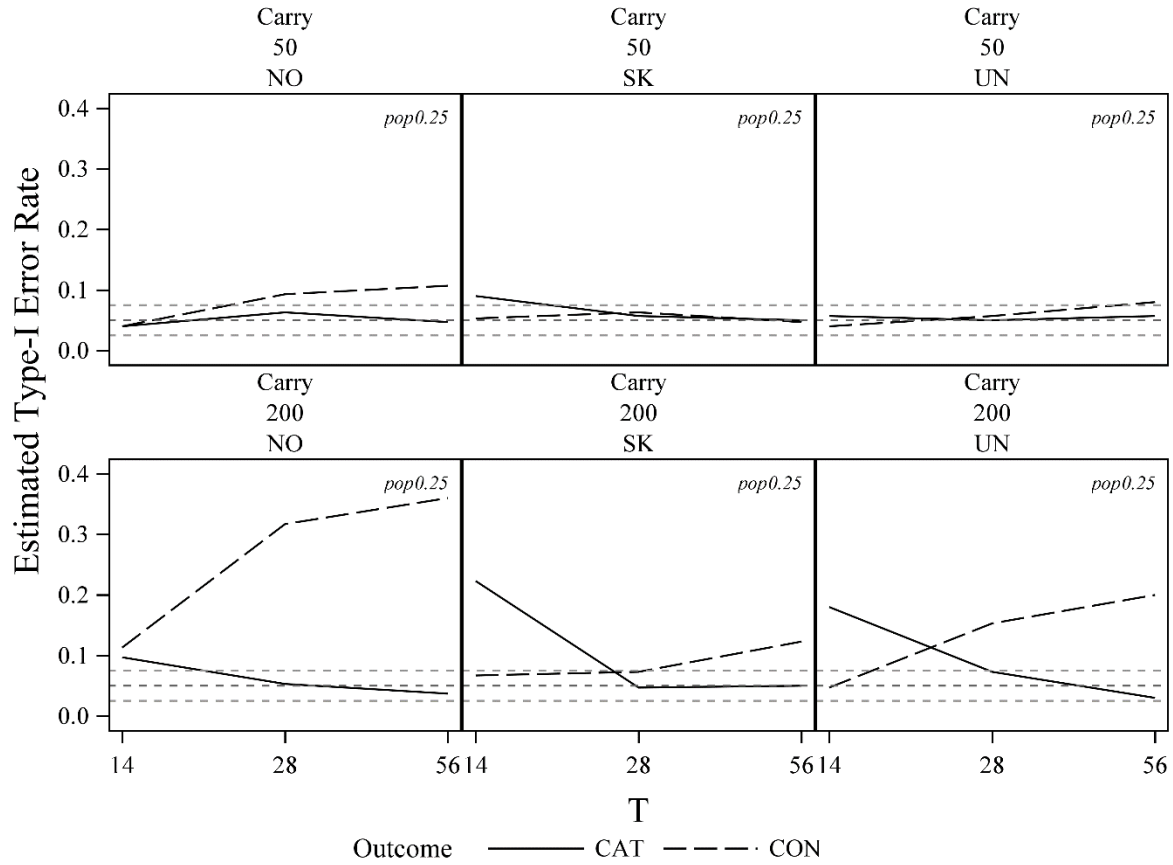 Carry
50
NO
Carry
50
SK
Carry
50
UN
pop0.25
pop0.25
pop0.25
0.4
0.3
0.2
0.1
0.0
Estimated Type-I Error Rate
Carry
200
NO
Carry
200
SK
Carry
200
UN
pop0.25
pop0.25
pop0.25
0.4
0.3
0.2
0.1
0.0
14 28 56 14 28 56 14 28 56
T
Outcome CAT CON